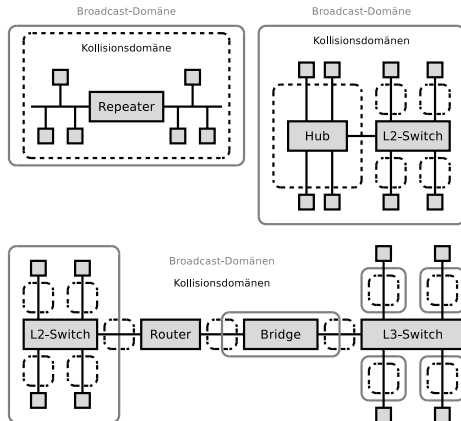 Broadcast-Domäne
Kollisionsdomäne
Repeater
Broadcast-Domäne
Kollisionsdomänen
Hub
L2-Switch
Broadcast-Domänen
Kollisionsdomänen
L2-Switch
Router
Bridge
L3-Switch